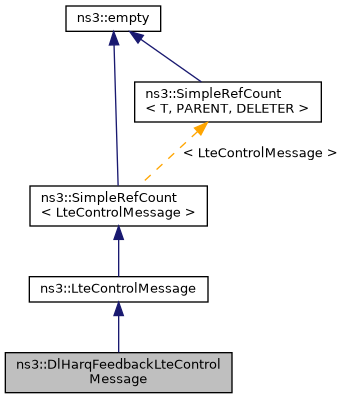 ns3::empty
ns3::SimpleRefCount
< T, PARENT, DELETER >
< LteControlMessage >
ns3::SimpleRefCount
< LteControlMessage >
ns3::LteControlMessage
ns3::DlHarqFeedbackLteControl
Message